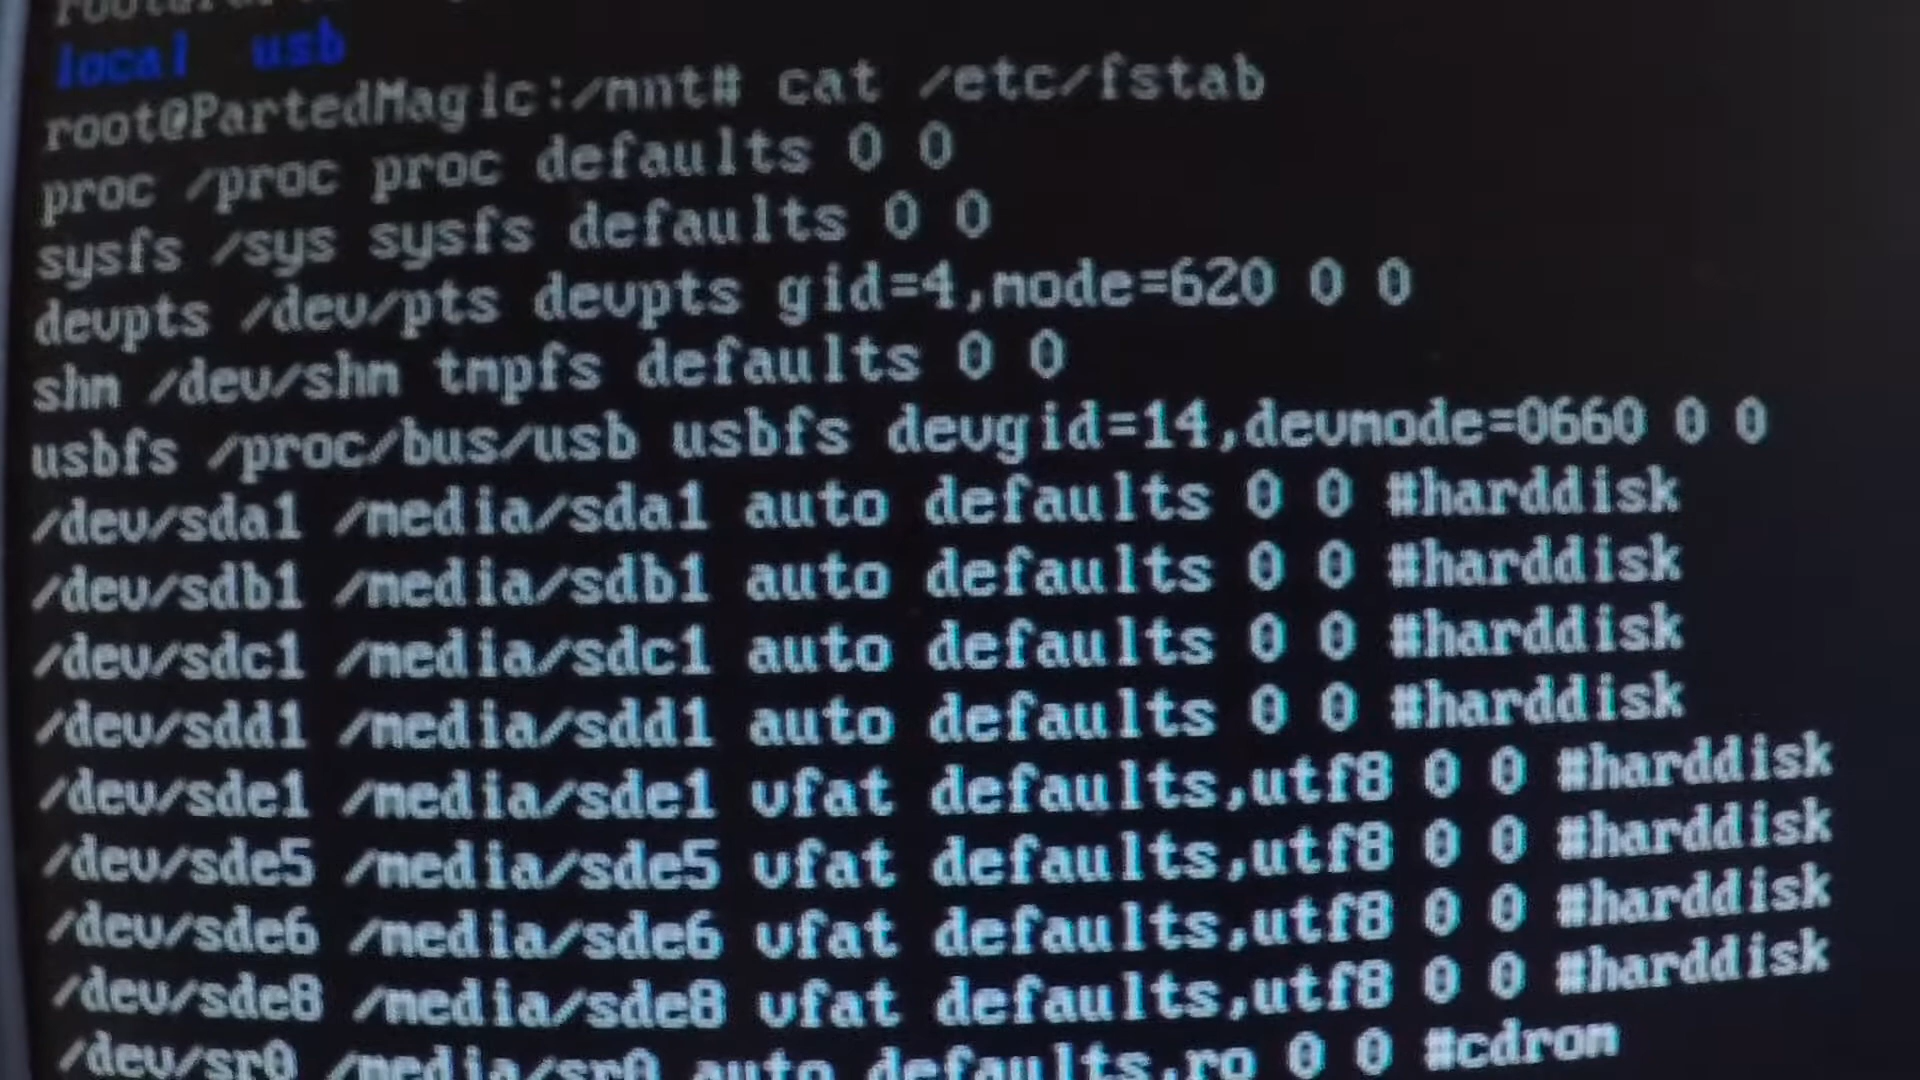 local usb
root@PartedMagic:/mnt# cat /etc/fstab
proc /proc proc defaults 0 0
sysfs /sys sysfs defaults 0 0
devpts /dev/pts devpts gid=4,mode=620 0 0
shm /dev/shm tmpfs defaults 0 0
usbfs /proc/bus/usb usbfs devgid=14,devmode=0660 0 0
/dev/sda1 /media/sda1 auto defaults 0 0 #harddisk
/dev/sdb1 /media/sdb1 auto defaults 0 0 #harddisk
/dev/sdc1 /media/sdc1 auto defaults 0 0 #harddisk
/dev/sdd1 /media/sdd1 auto defaults 0 0 #harddisk
/dev/sde1 /media/sde1 vfat defaults,utf8 0 0 #harddisk
/dev/sde5 /media/sde5 vfat defaults,utf8 0 0 #harddisk
/dev/sde6 /media/sde6 vfat defaults,utf8 0 0 #harddisk
/dev/sde8 /media/sde8 vfat defaults,utf8 0 0 #harddisk
/dev/sr0 /media/sr0 auto defaults,ro 0 0 #cdrom